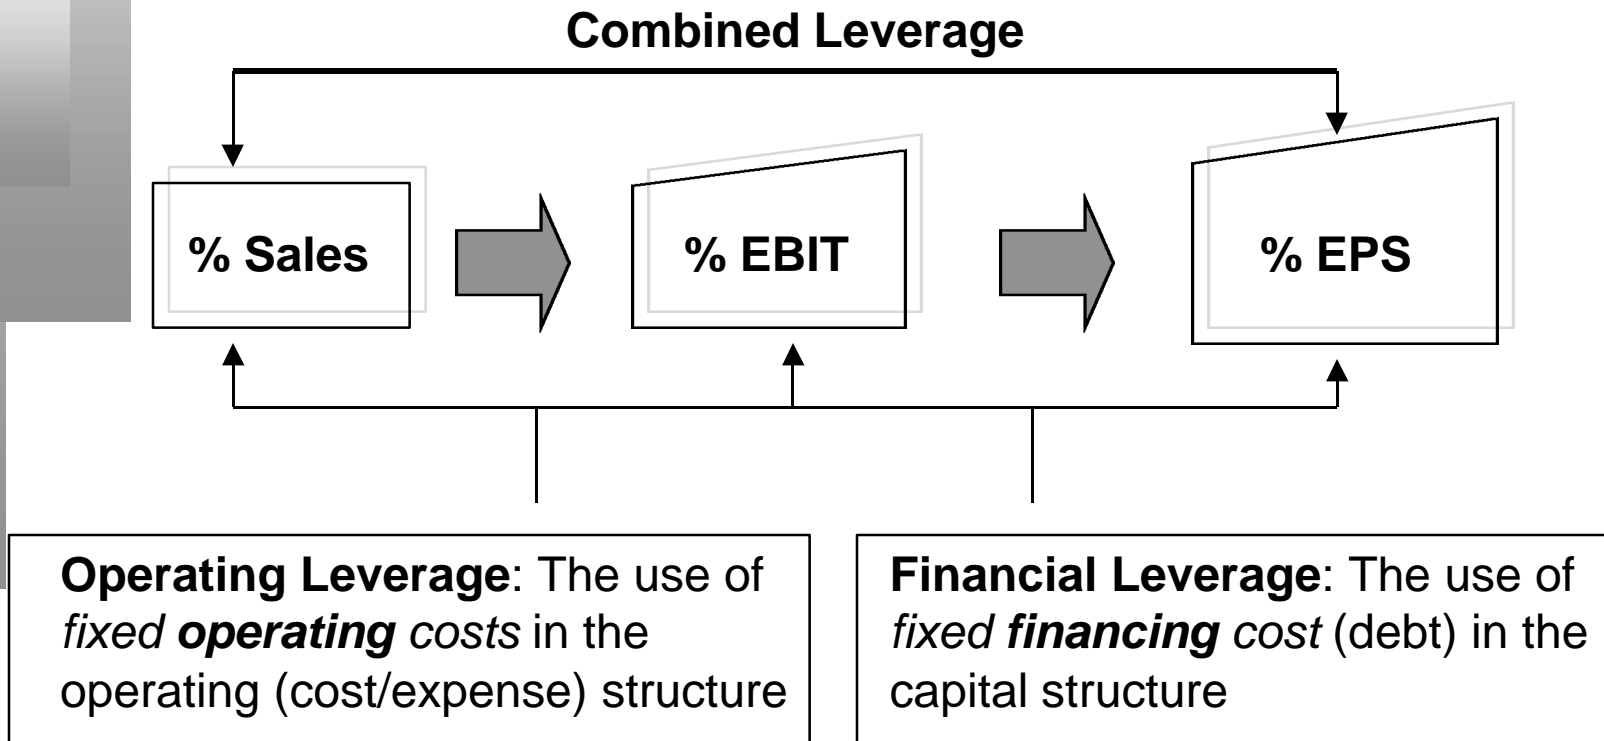 Combined Leverage
% Sales
% EBIT
% EPS
Operating Leverage: The use of
fixed operating costs in the
operating (cost/expense) structure
Financial Leverage: The use of
fixed financing cost (debt) in the
capital structure